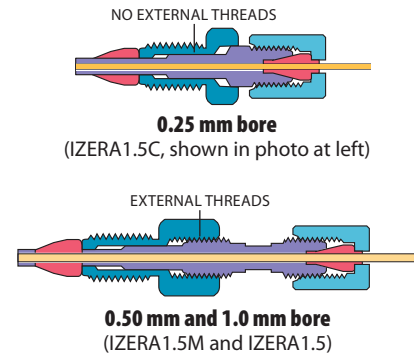 NO EXTERNAL THREADS
0.25 mm bore
(IZERA1.5C, shown in photo at left)
EXTERNAL THREADS
0.50 mm and 1.0 mm bore
(IZERA1.5M and IZERA1.5)